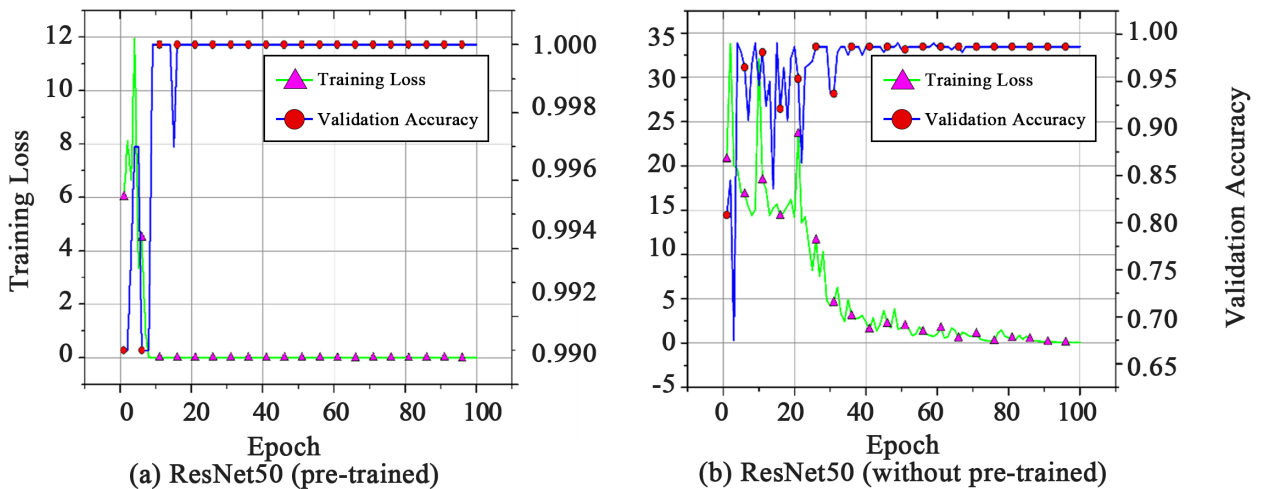 12
10
8
6
4
2
0
Training Loss
1.000
0.998
0.996
0.994
0.992
0.990
Training Loss
Validation Accuracy
0 20 40 60 80 100
Epoch
(a) ResNet50 (pre-trained)
35
30
25
20
15
10
5
0
-5
1.00
0.95
0.90
0.85
0.80
0.75
0.70
0.65
Validation Accuracy
Training Loss
Validation Accuracy
0 20 40 60 80 100
Epoch
(b) ResNet50 (without pre-trained)